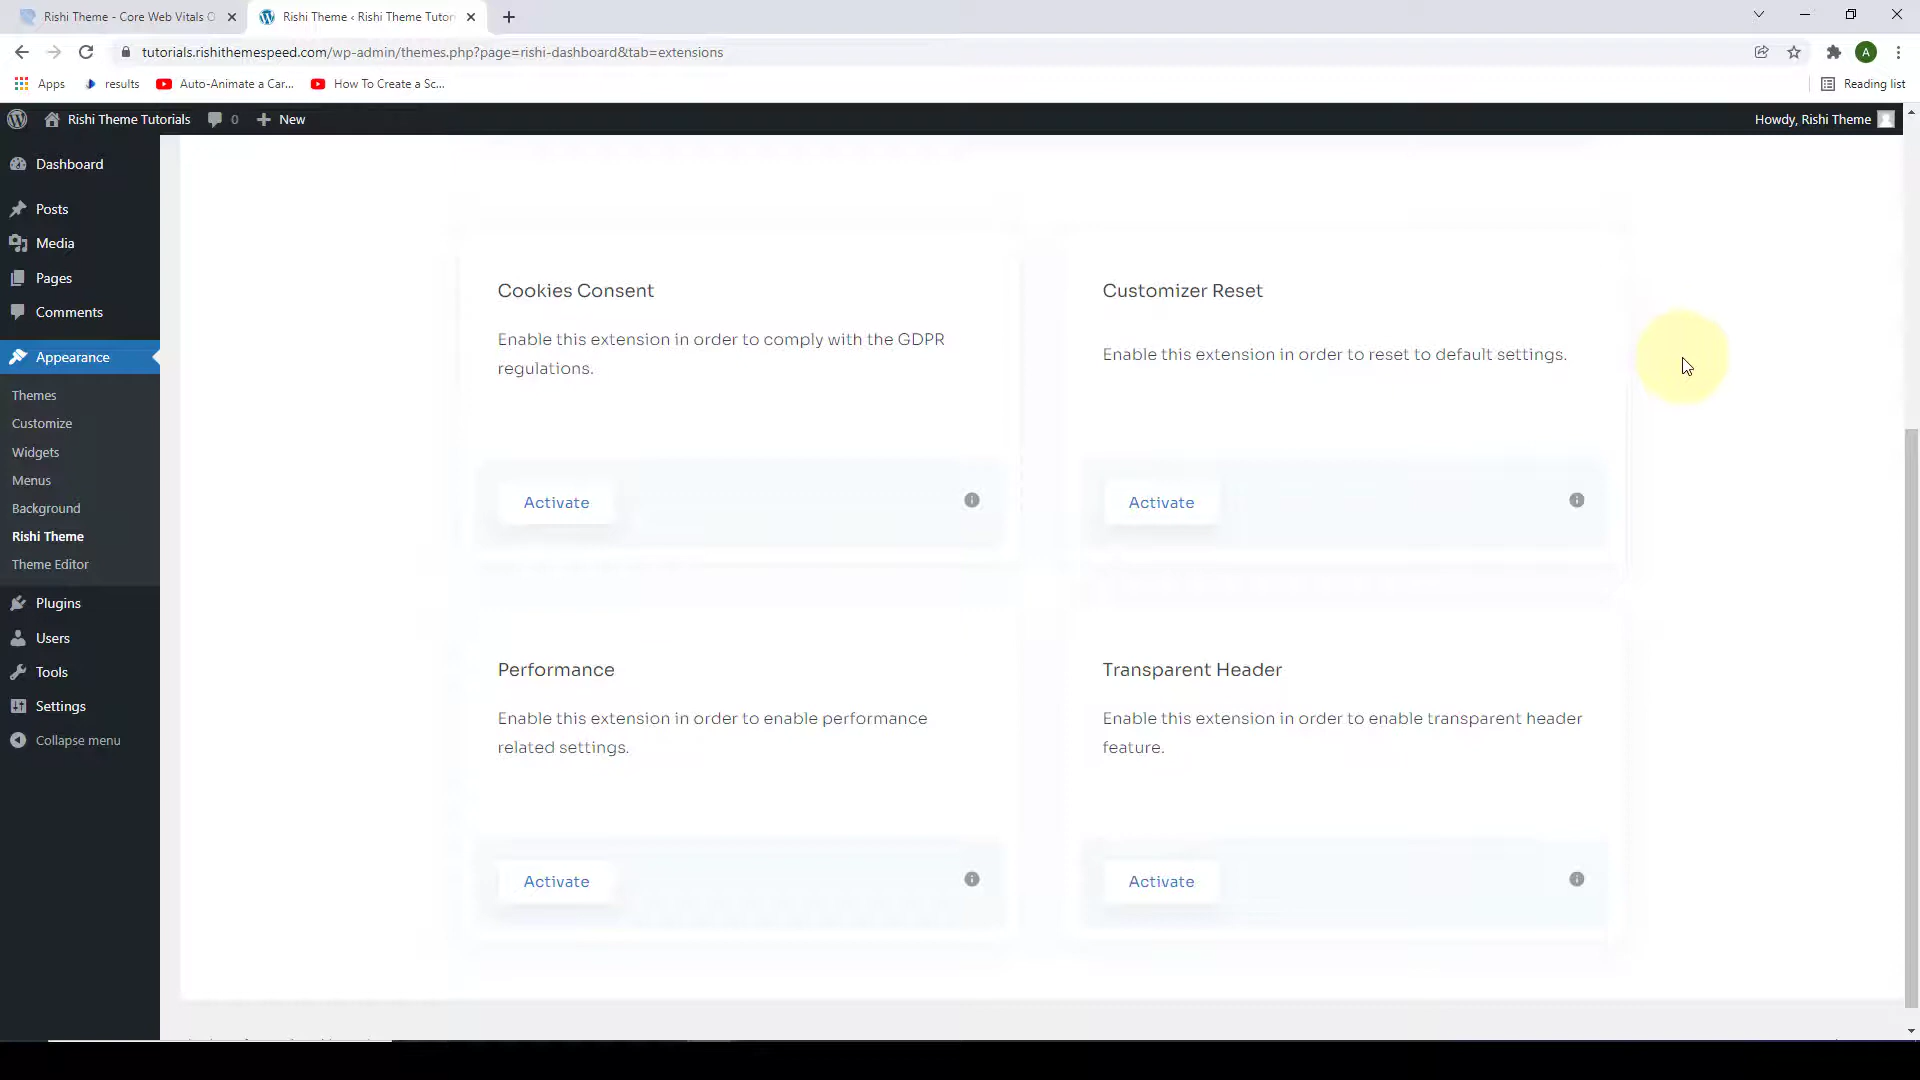 Rishi Theme - Core Web Vitals O
Rishi Theme ‹ Rishi Theme Tutor
tutorials.rishithemespeed.com/wp-admin/themes.php?page=rishi-dashboard&tab=extensions
A
Apps
results
Auto-Animate a Car...
How To Create a Sc...
Reading list
Rishi Theme Tutorials
0
New
Howdy, Rishi Theme
Dashboard
Posts
Media
Pages
Comments
Appearance
Themes
Customize
Widgets
Menus
Background
Rishi Theme
Theme Editor
Plugins
Users
Tools
Settings
Collapse menu
Cookies Consent
Enable this extension in order to comply with the GDPR
regulations.
Activate
Customizer Reset
Enable this extension in order to reset to default settings.
Activate
Performance
Enable this extension in order to enable performance
related settings.
Activate
Transparent Header
Enable this extension in order to enable transparent header
feature.
Activate